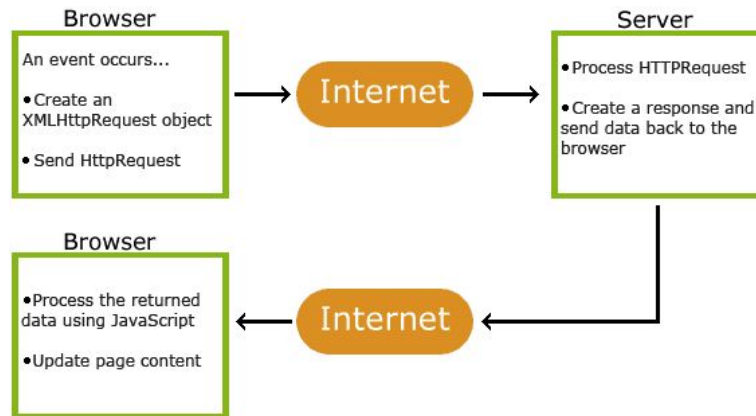 Browser
An event occurs...
•Create an
XMLHttpRequest object
•Send HttpRequest
Internet
Server
•Process HTTPRequest
•Create a response and
send data back to the
browser
Browser
•Process the returned
data using JavaScript
•Update page content
Internet